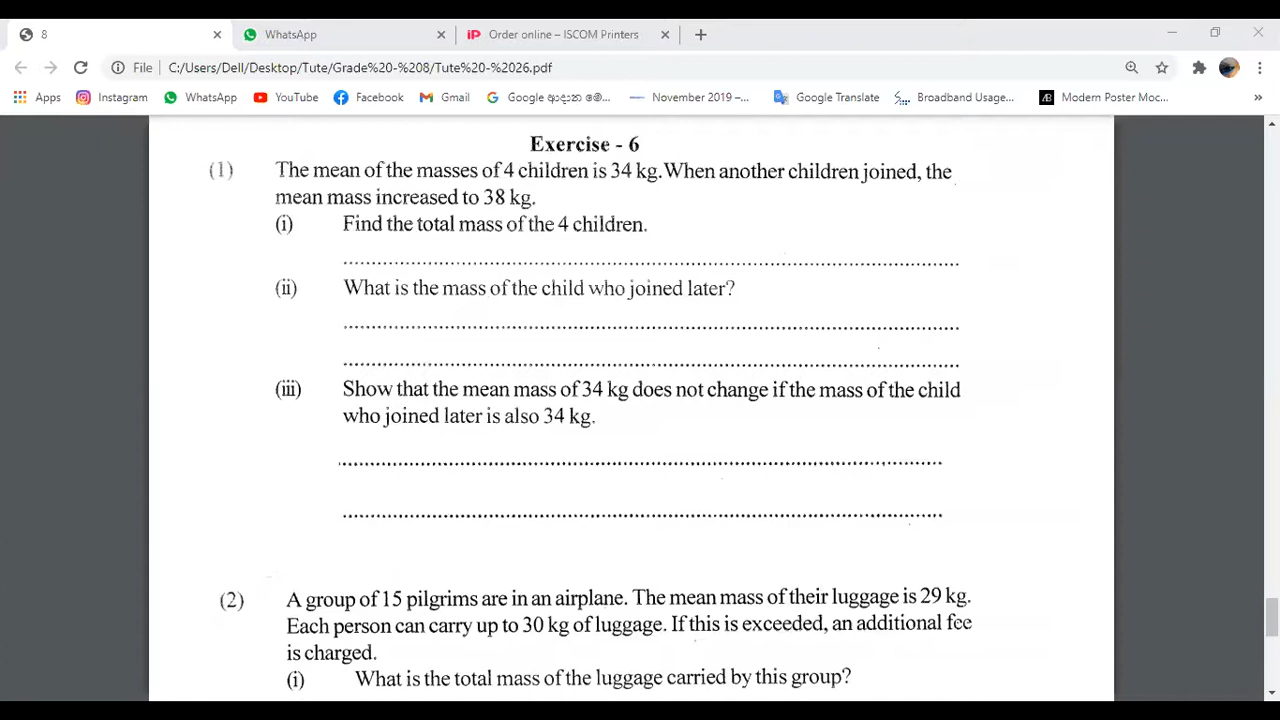 8
WhatsApp
iP Order online – ISCOM Printers
File C:/Users/Dell/Desktop/Tute/Grade%20-%208/Tute%20-%2026.pdf
Apps Instagram WhatsApp YouTube Facebook Gmail Google November 2019 –... Google Translate Broadband Usage... Modern Poster Moc... »
Exercise - 6
(1) The mean of the masses of 4 children is 34 kg.When another children joined, the
mean mass increased to 38 kg.
(i) Find the total mass of the 4 children.
(ii) What is the mass of the child who joined later?
(iii) Show that the mean mass of 34 kg does not change if the mass of the child
who joined later is also 34 kg.
(2) A group of 15 pilgrims are in an airplane. The mean mass of their luggage is 29 kg.
Each person can carry up to 30 kg of luggage. If this is exceeded, an additional fee
is charged.
(i) What is the total mass of the luggage carried by this group?